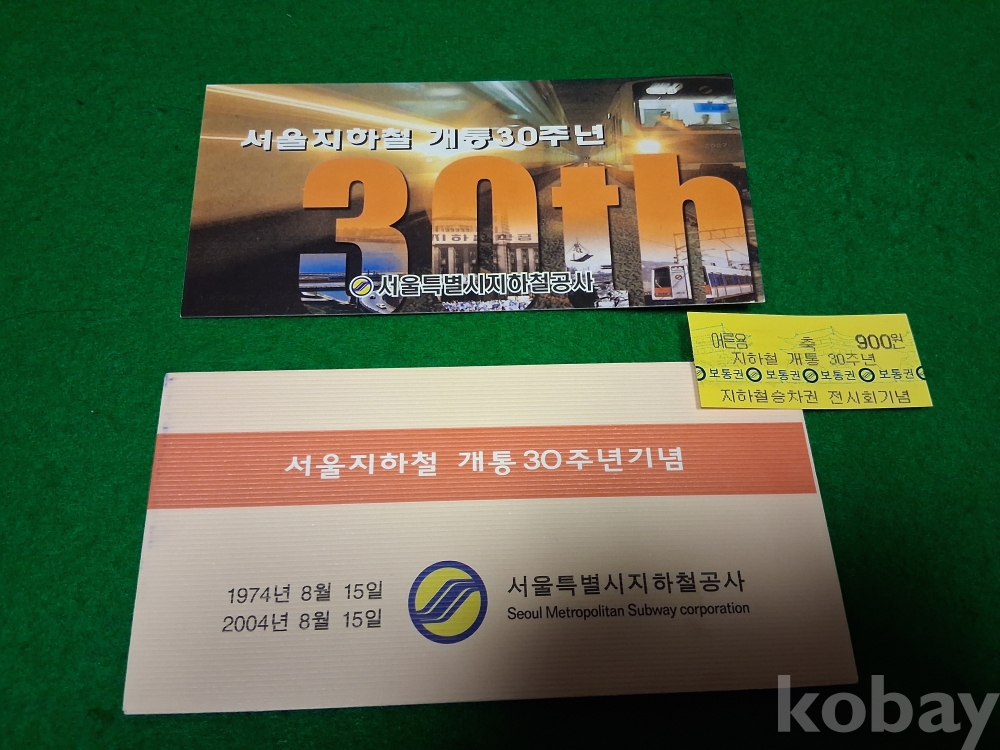 서울지하철 개통30주년
30th
지하철개통
서울특별시지하철공사
어른용 축 900원
지하철 개통 30주년
보통권 보통권 보통권 보통권
지하철승차권 전시회기념
서울지하철 개통30주년기념
1974년 8월 15일
2004년 8월 15일
서울특별시지하철공사
Seoul Metropolitan Subway corporation
kobay